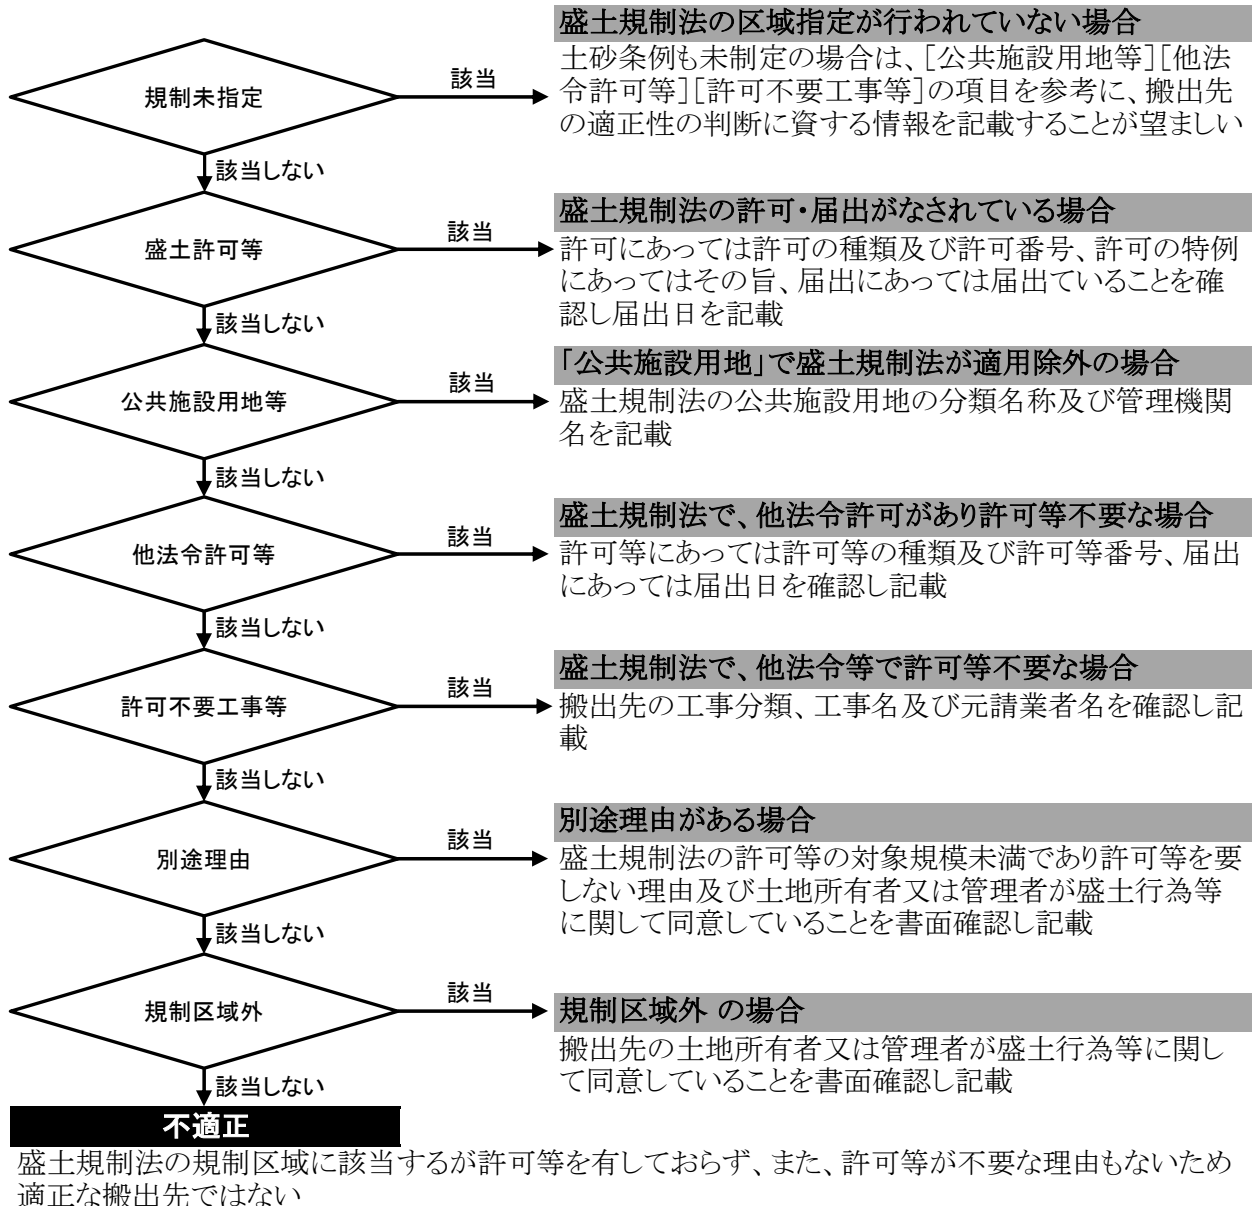 盛土規制法の区域指定が行われていない場合
規制未指定
該当
土砂条例も未制定の場合は、[公共施設用地等][他法
令許可等][許可不要工事等]の項目を参考に、搬出先
の適正性の判断に資する情報を記載することが望ましい
該当しない
盛土規制法の許可・届出がなされている場合
盛土許可等
該当
許可にあっては許可の種類及び許可番号、許可の特例
にあってはその旨、届出にあっては届出ていることを確
認し届出日を記載
該当しない
「公共施設用地」で盛土規制法が適用除外の場合
公共施設用地等
該当
盛土規制法の公共施設用地の分類名称及び管理機関
名を記載
該当しない
盛土規制法で、他法令許可があり許可等不要な場合
他法令許可等
該当
許可等にあっては許可等の種類及び許可等番号、届出
にあっては届出日を確認し記載
該当しない
盛土規制法で、他法令等で許可等不要な場合
許可不要工事等
該当
搬出先の工事分類、工事名及び元請業者名を確認し記
載
該当しない
別途理由がある場合
別途理由
該当
盛土規制法の許可等の対象規模未満であり許可等を要
しない理由及び土地所有者又は管理者が盛土行為等
に関して同意していることを書面確認し記載
該当しない
規制区域外 の場合
規制区域外
該当
搬出先の土地所有者又は管理者が盛土行為等に関し
て同意していることを書面確認し記載
該当しない
不適正
盛土規制法の規制区域に該当するが許可等を有しておらず、また、許可等が不要な理由もないため
適正な搬出先ではない